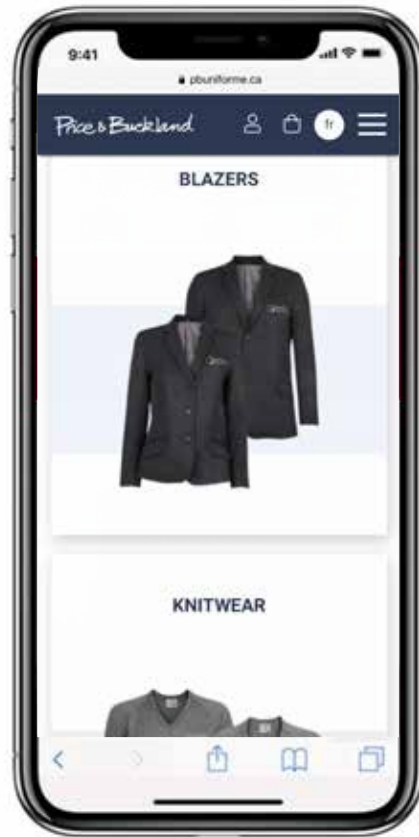 9:41
pbuniforme.ca
Price & Buckland
fr
BLAZERS
KNITWEAR